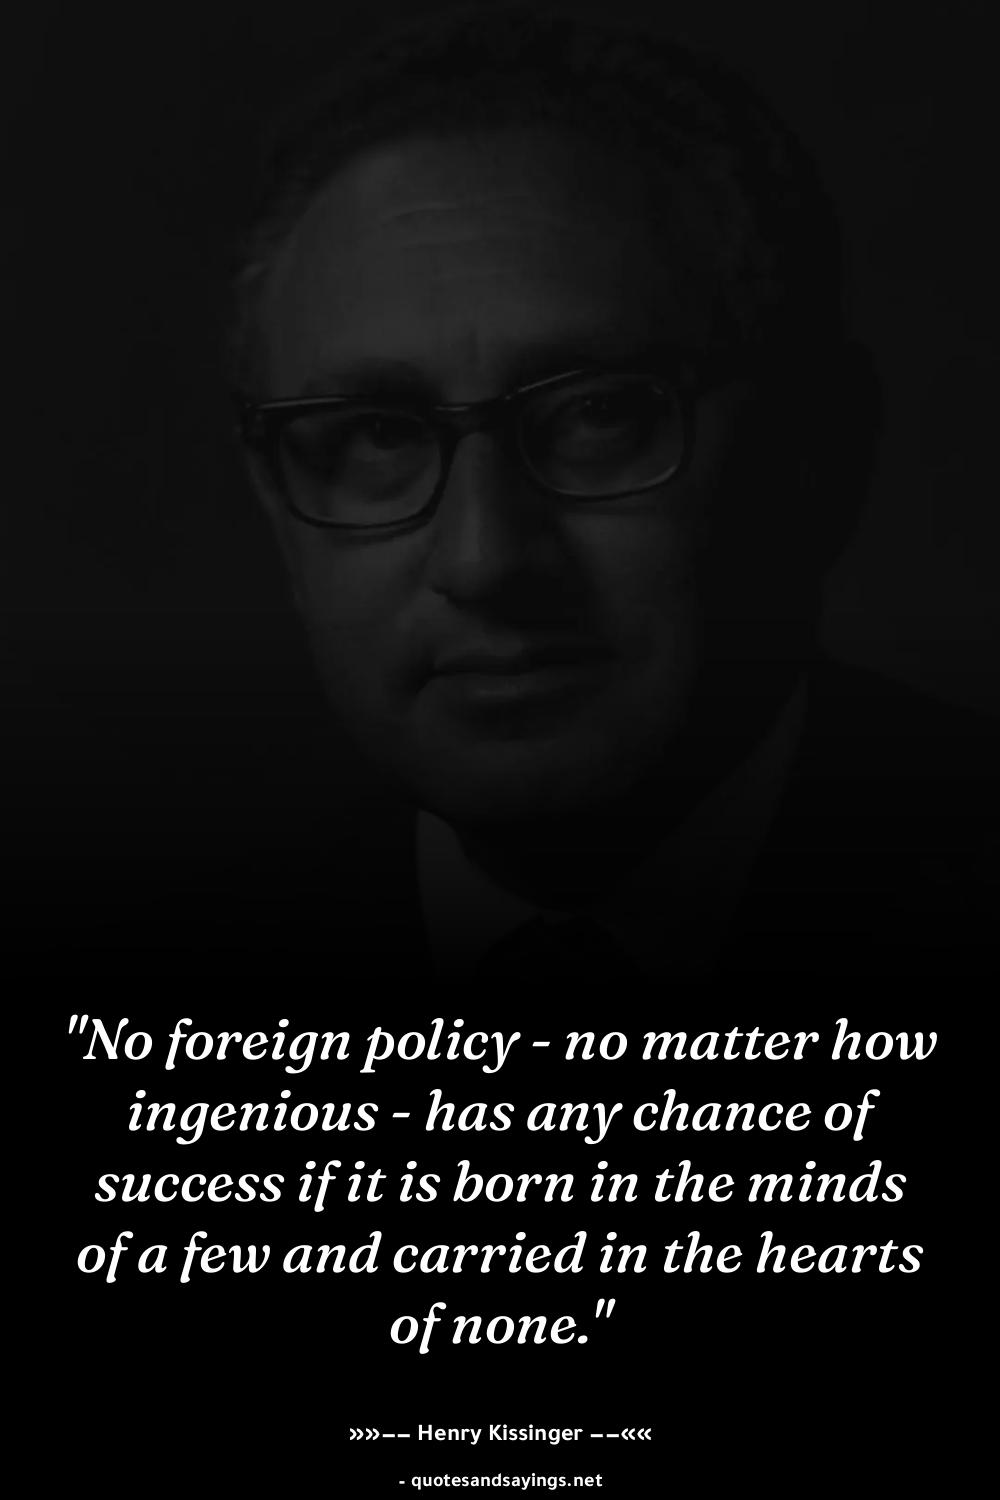 "No foreign policy - no matter how
ingenious - has any chance of
success if it is born in the minds
of a few and carried in the hearts
of none."
»»–– Henry Kissinger ––««
- quotesandsayings.net